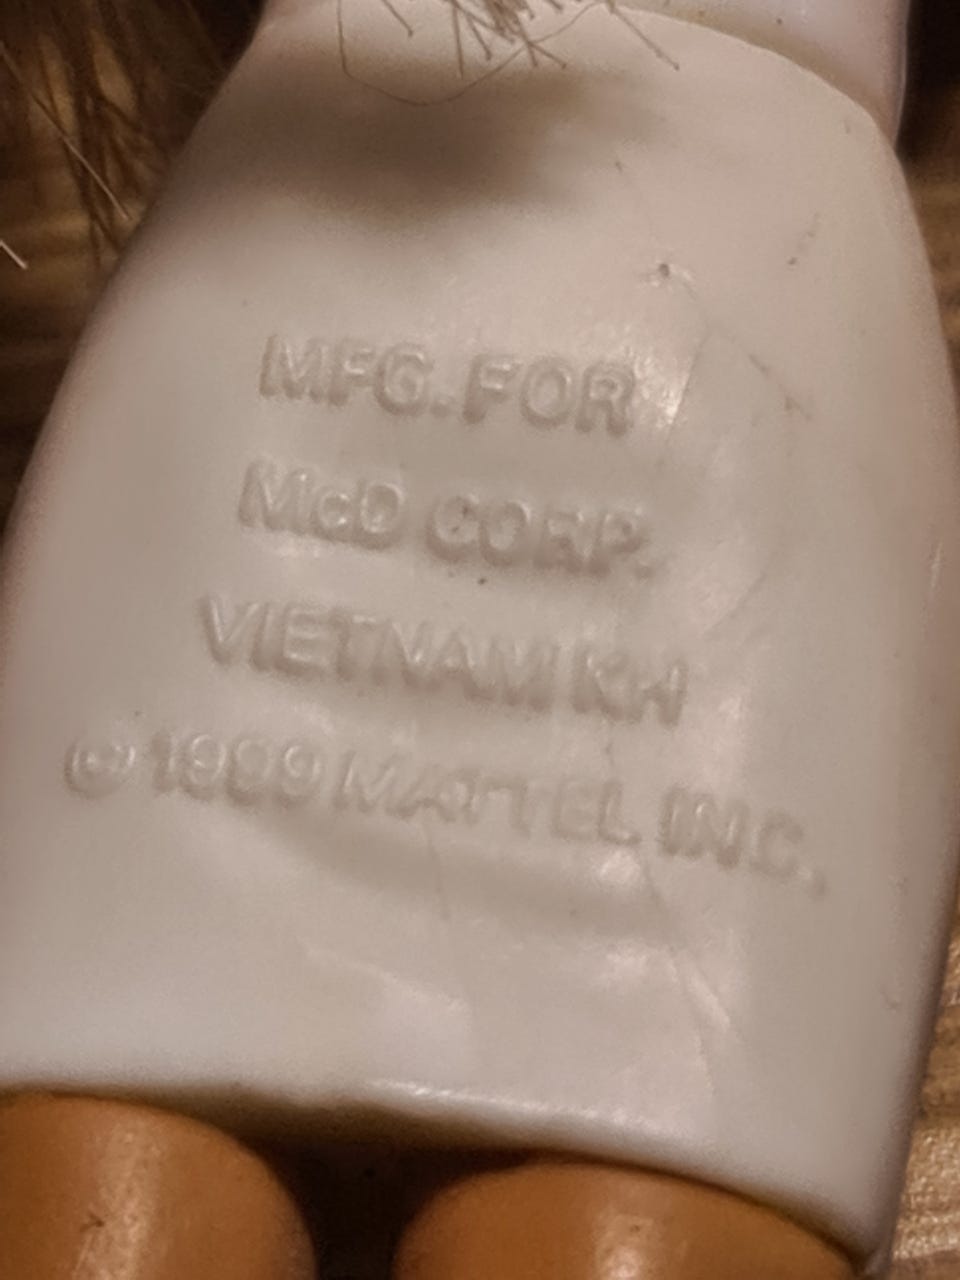 MFG. FOR
McD CORP.
VIETNAM KH
© 1999 MATTEL INC.